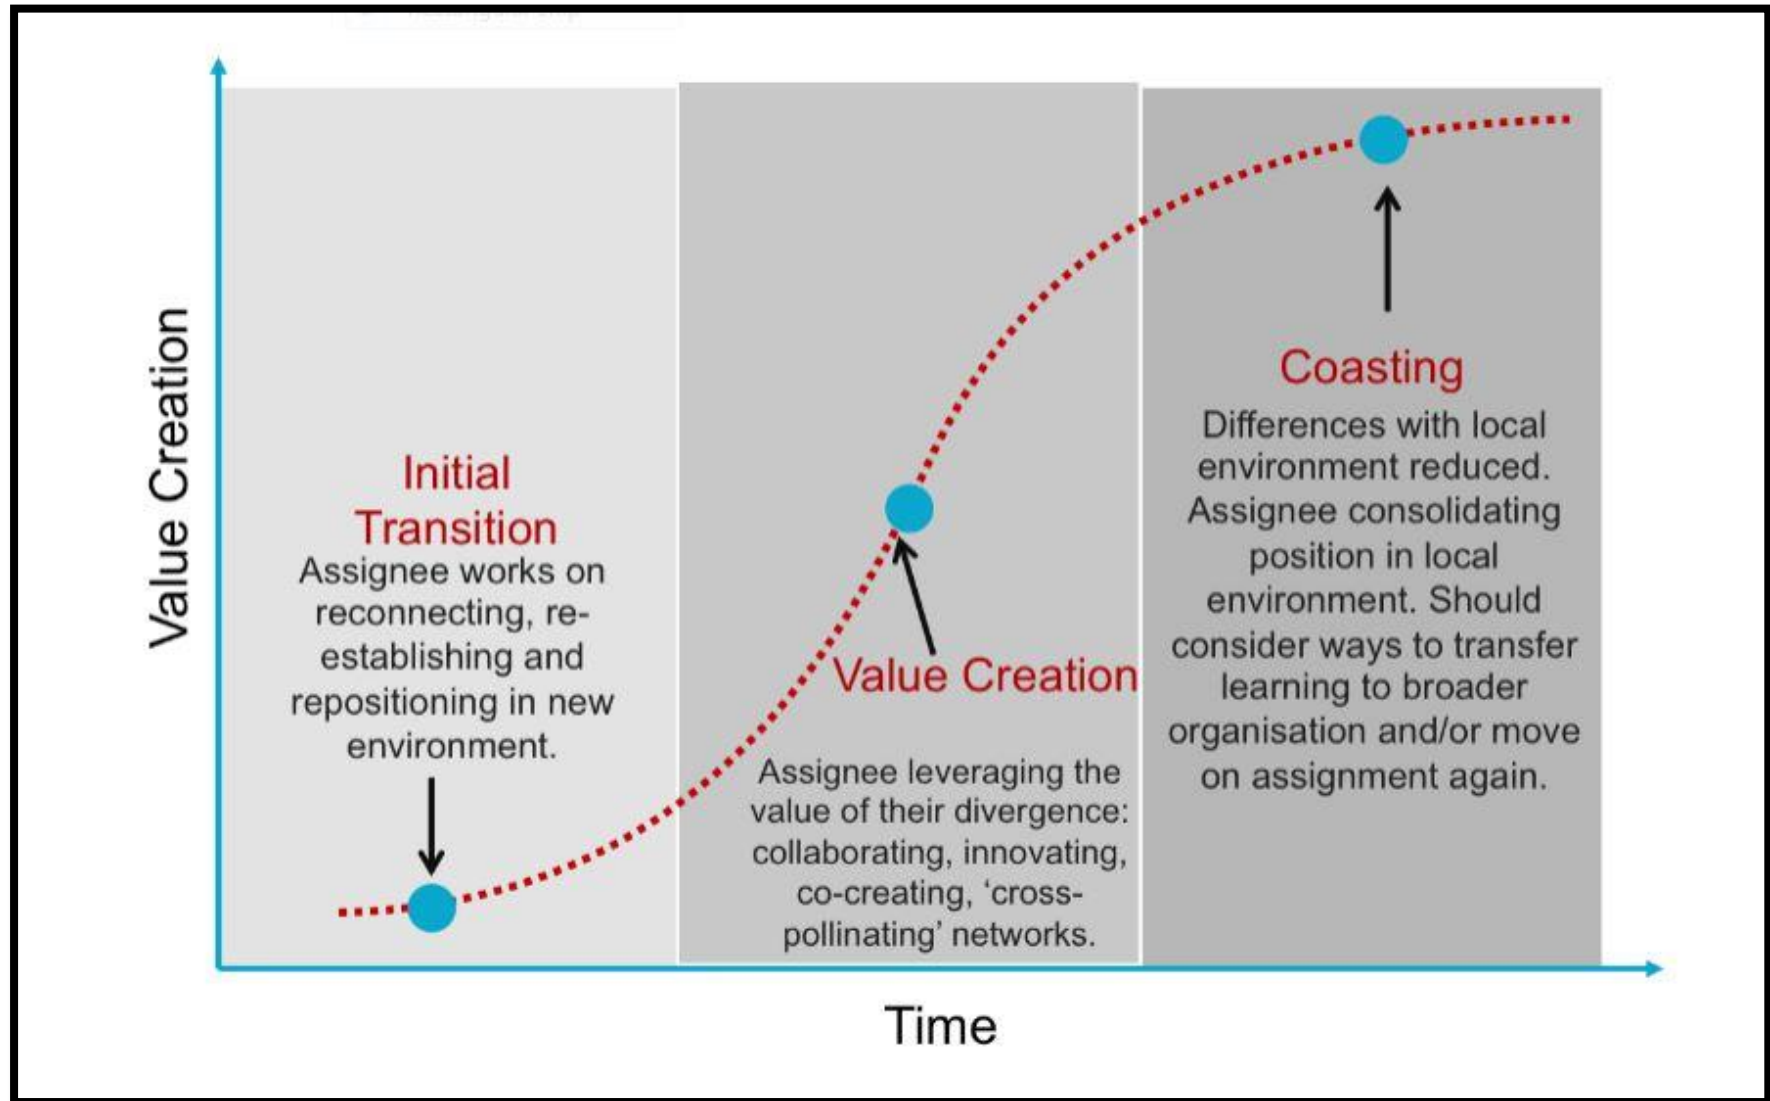 Value Creation
Initial
Transition
Assignee works on
reconnecting, re-
establishing and
repositioning in new
environment.
Value Creation
Assignee leveraging the
value of their divergence:
collaborating, innovating,
co-creating, ‘cross-
pollinating’ networks.
Coasting
Differences with local
environment reduced.
Assignee consolidating
position in local
environment. Should
consider ways to transfer
learning to broader
organisation and/or move
on assignment again.
Time